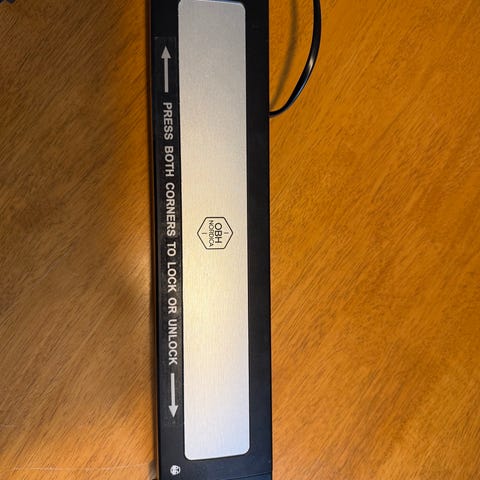 PRESS BOTH CORNERS TO LOCK OR UNLOCK
OBH
NORDICA